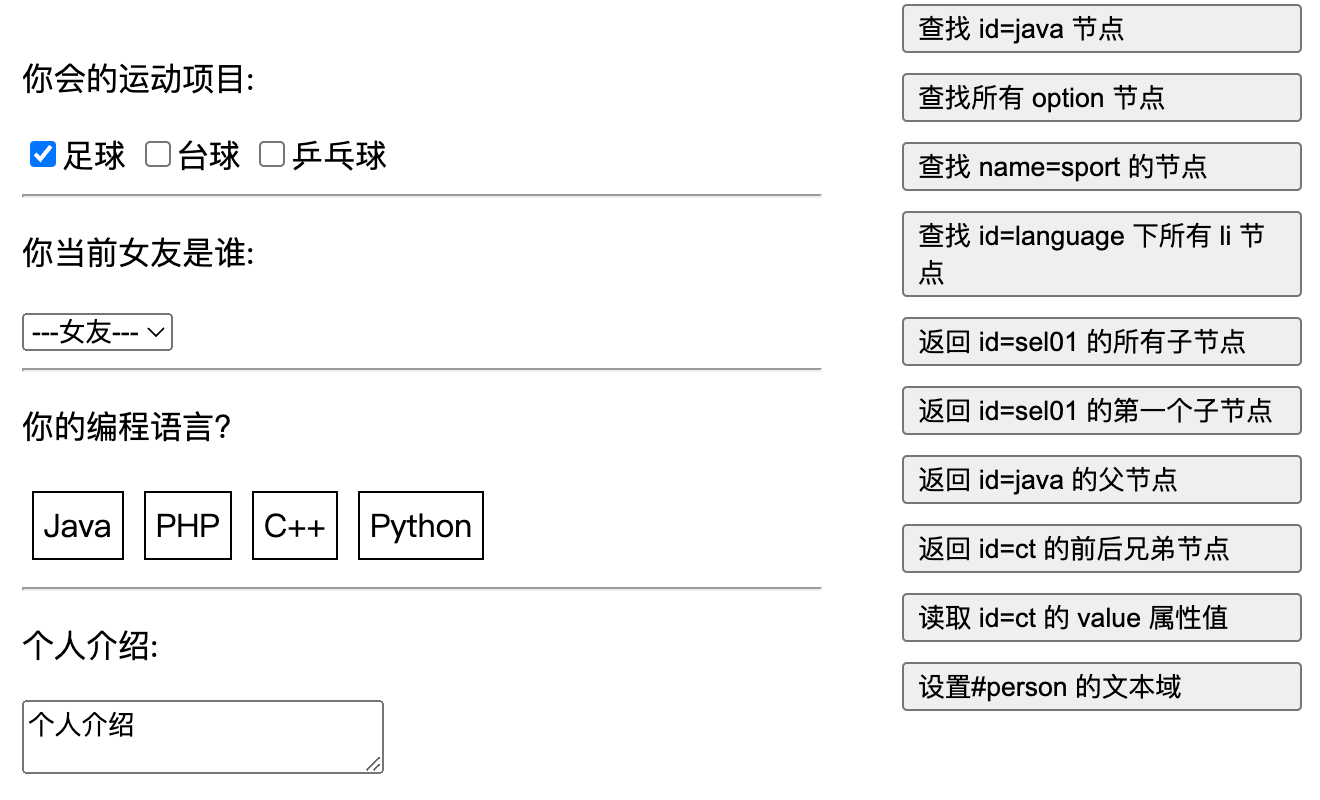 你会的运动项目:
足球 台球 乒乓球
你当前女友是谁:
---女友---
你的编程语言?
Java PHP C++ Python
个人介绍:
个人介绍
查找 id=java 节点
查找所有 option 节点
查找 name=sport 的节点
查找 id=language 下所有 li 节
点
返回 id=sel01 的所有子节点
返回 id=sel01 的第一个子节点
返回 id=java 的父节点
返回 id=ct 的前后兄弟节点
读取 id=ct 的 value 属性值
设置#person 的文本域